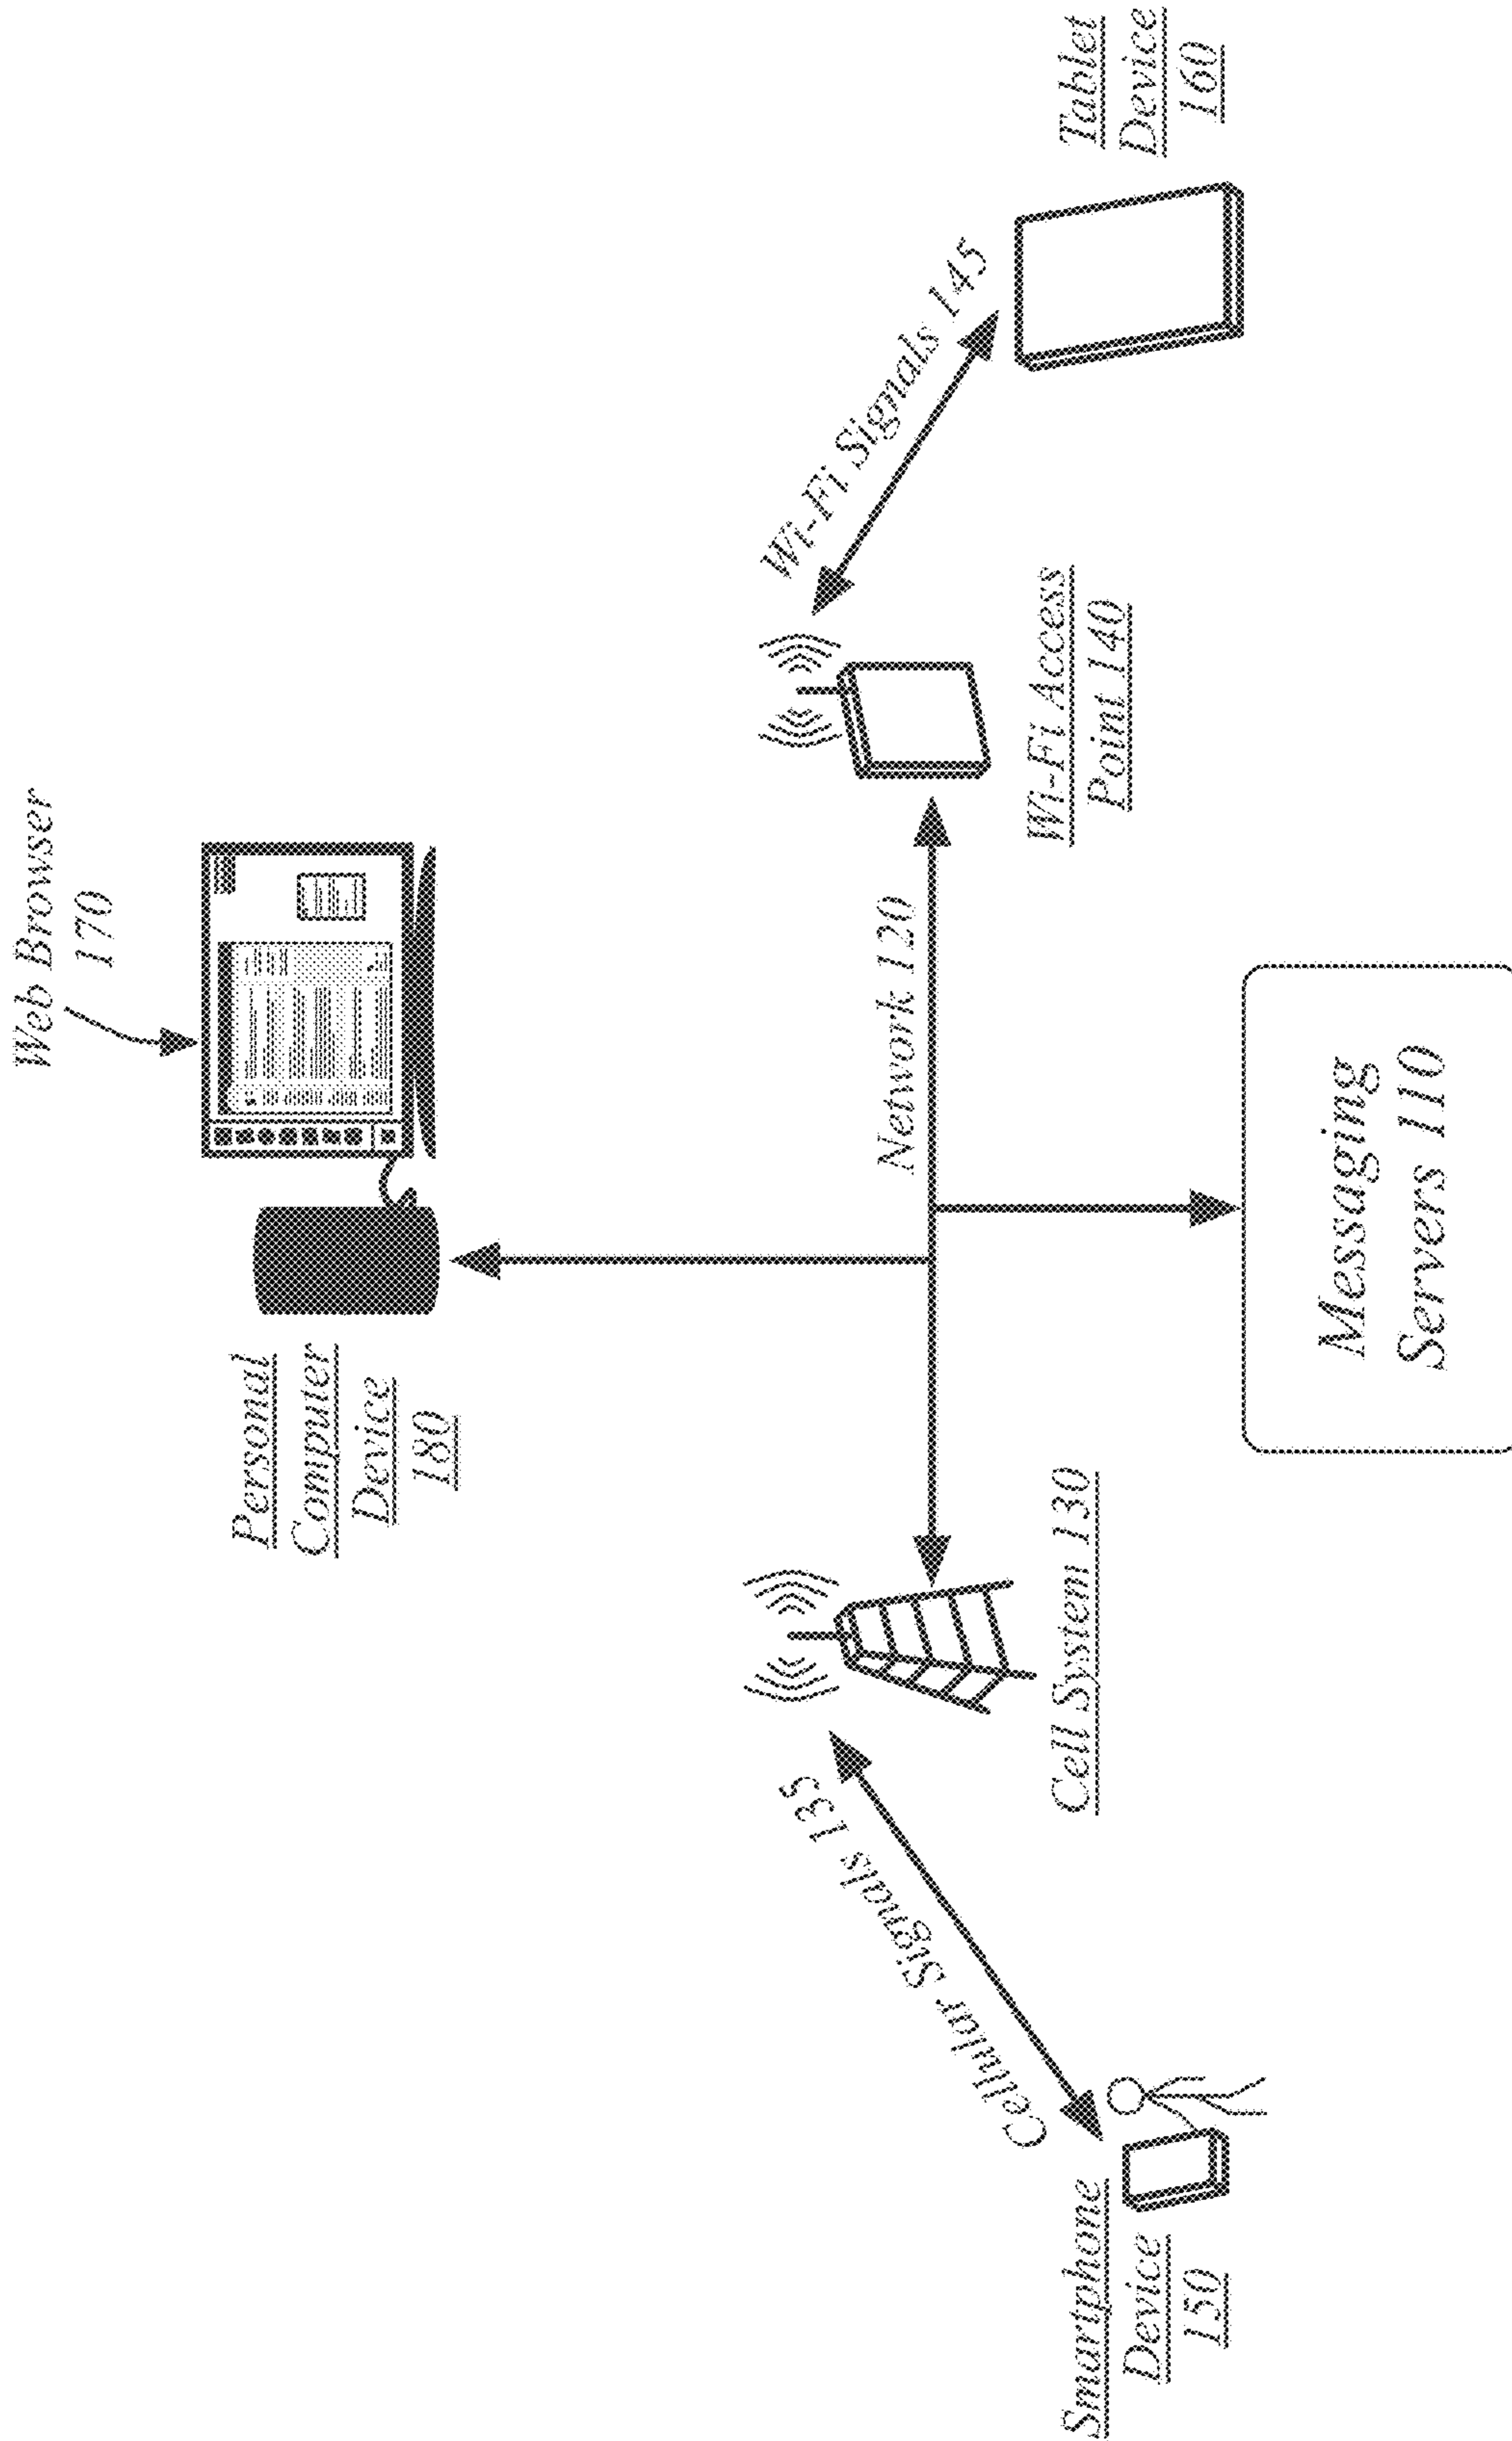 Web Browser
170
Personal
Computer
Device
180
Network 120
Wi-Fi Signals 145
Cellular Signals 135
Tablet
Device
160
Wi-Fi Access
Point 140
Cell System 130
Smartphone
Device
150
Messaging
Servers 110